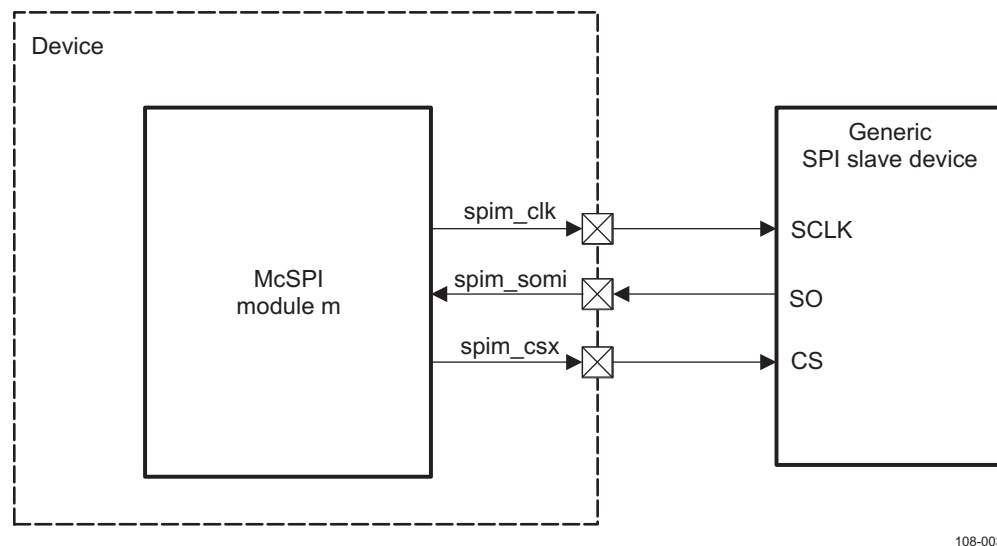 Device
Generic
SPI slave device
spim_clk
SCLK
McSPI
module m
spim_somi
SO
spim_csx
CS